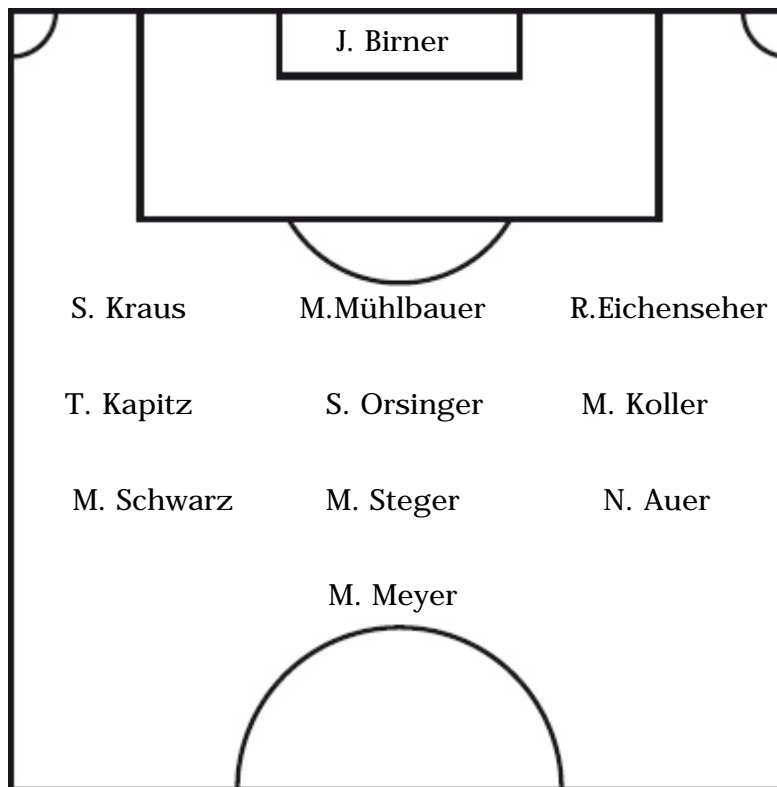 J. Birner
S. Kraus M.Mühlbauer R.Eichenseher
T. Kapitz S. Orsinger M. Koller
M. Schwarz M. Steger N. Auer
M. Meyer